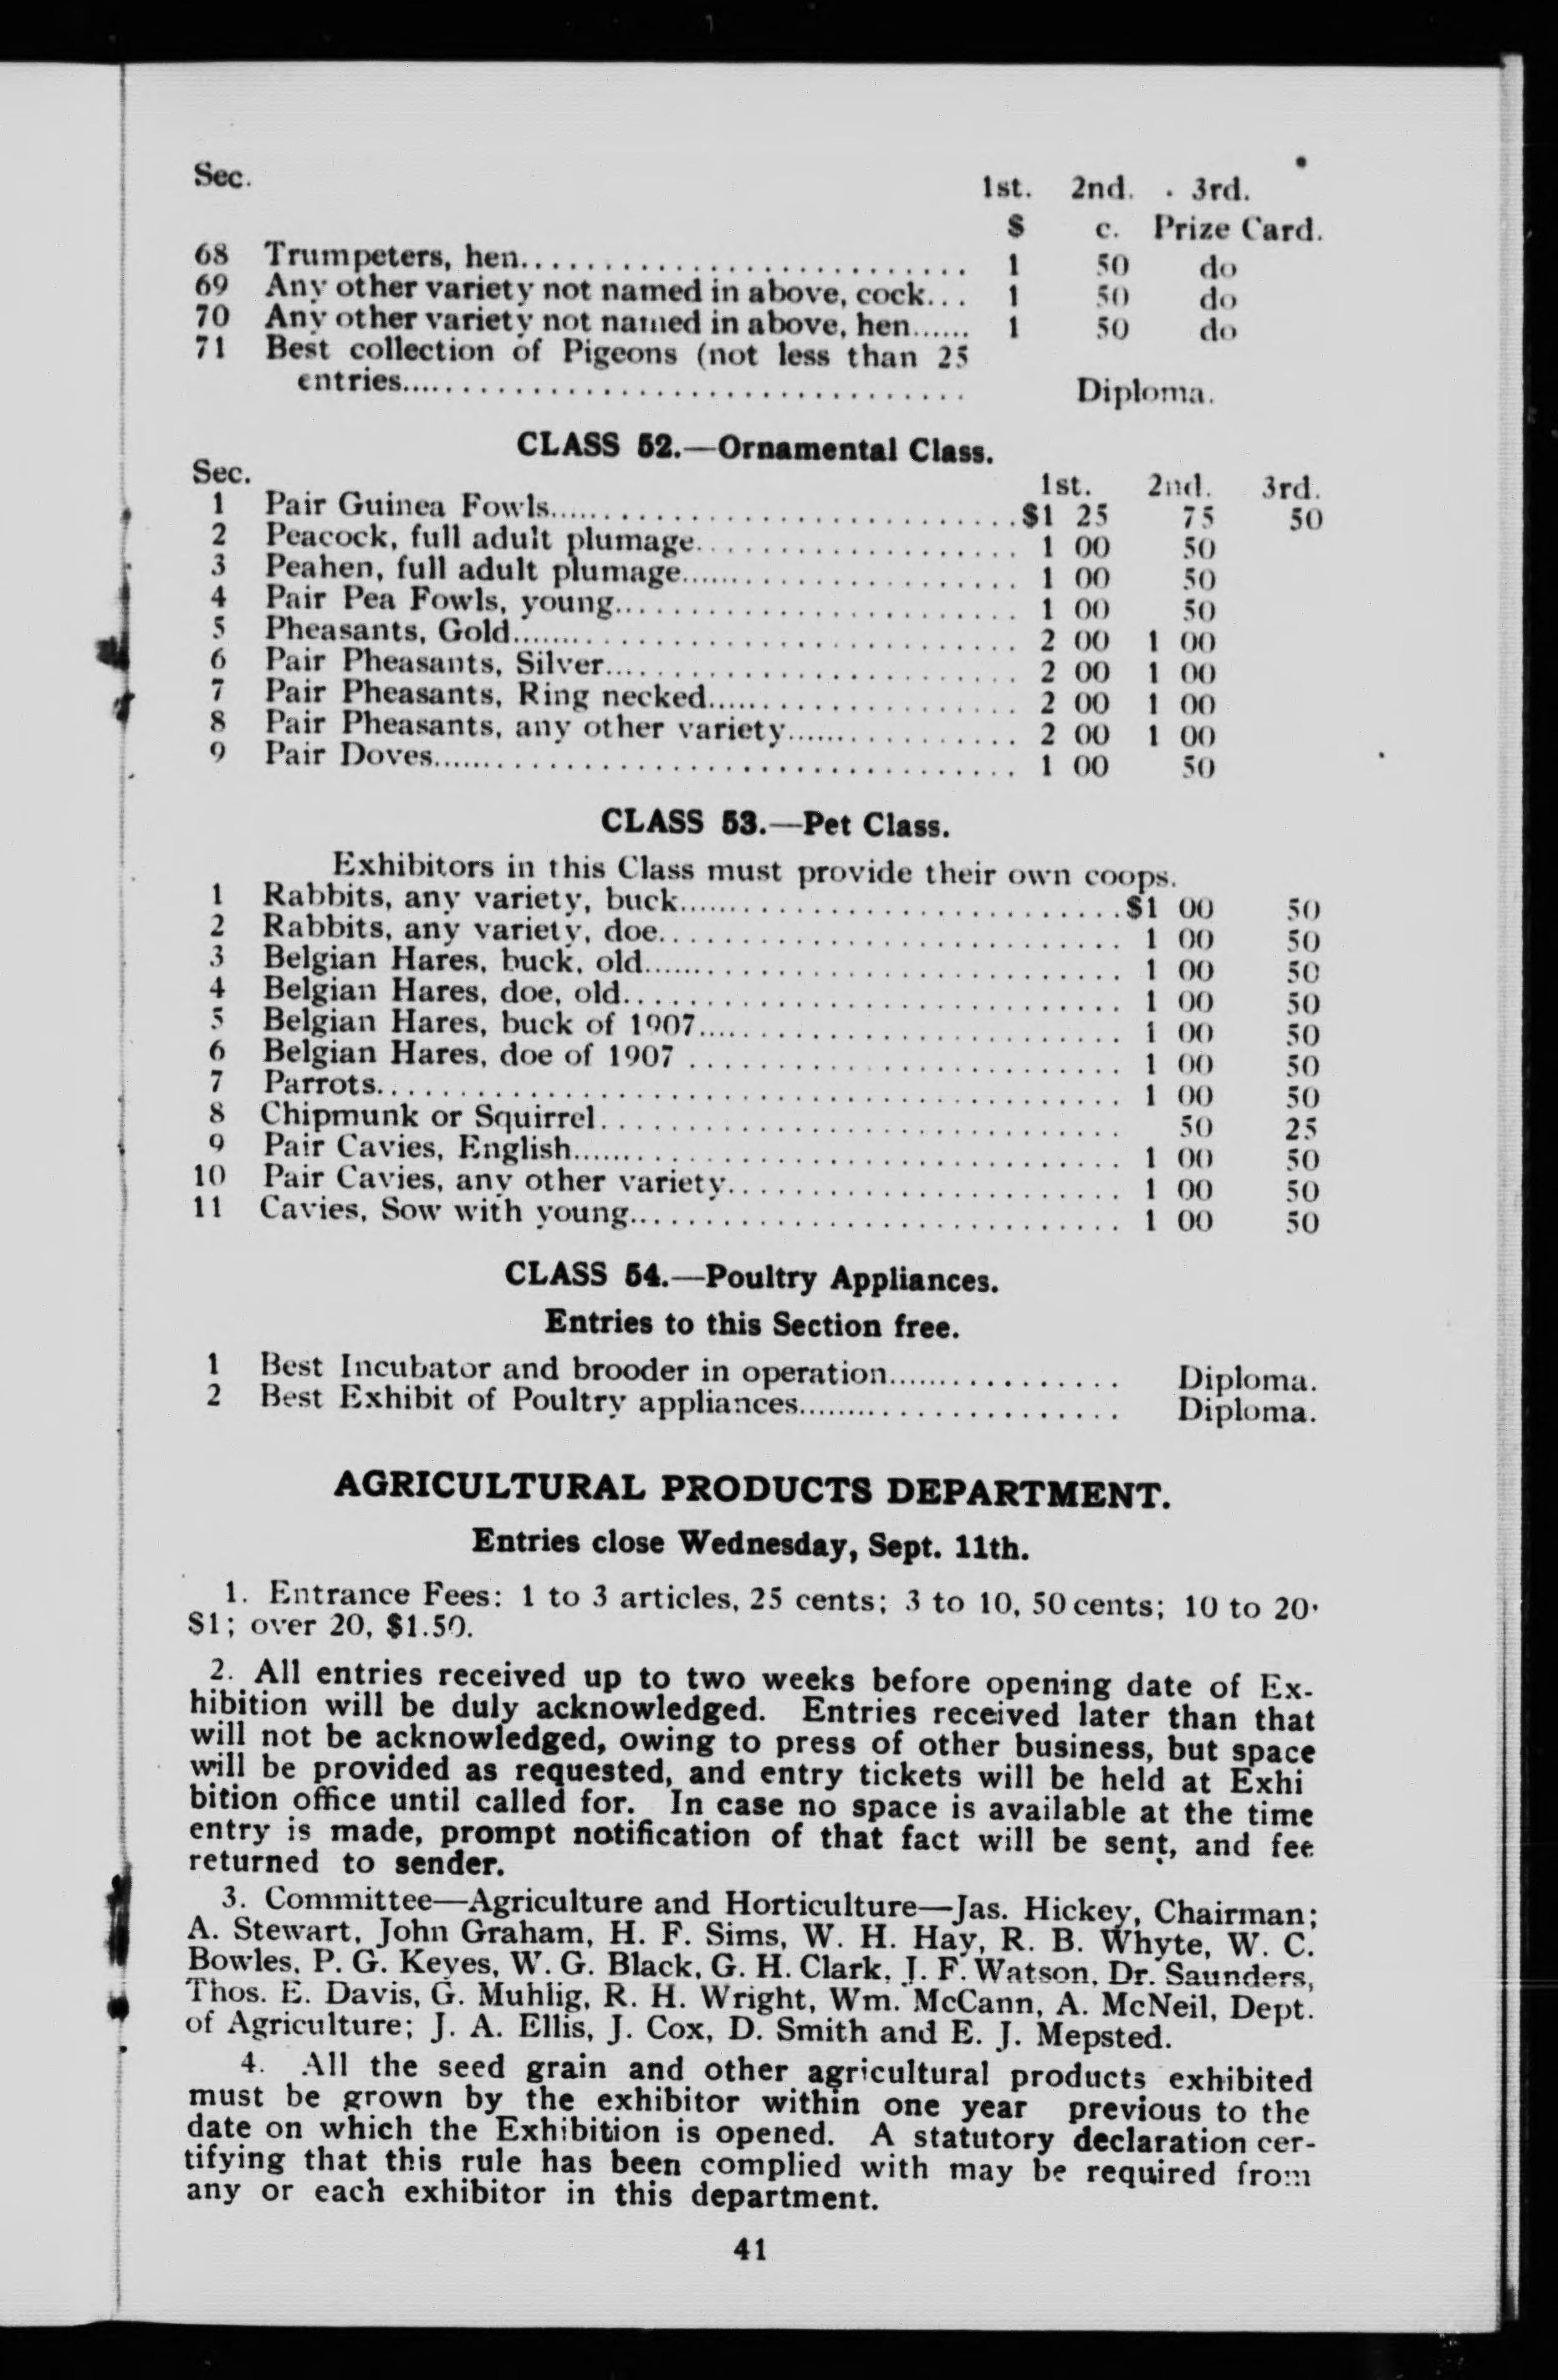 Sec.
1st. 2nd. 3rd.
$ c. Prize Card.
68 Trumpeters, hen.............................. 1 50 do
69 Any other variety not named in above, cock... 1 50 do
70 Any other variety not named in above, hen...... 1 50 do
71 Best collection of Pigeons (not less than 25
entries.................................... Diploma.
CLASS 52.—Ornamental Class.
Sec. 1st. 2nd. 3rd.
1 Pair Guinea Fowls..............................$1 25 75 50
2 Peacock, full adult plumage..................... 1 00 50
3 Peahen, full adult plumage...................... 1 00 50
4 Pair Pea Fowls, young........................... 1 00 50
5 Pheasants, Gold................................. 2 00 1 00
6 Pair Pheasants, Silver.......................... 2 00 1 00
7 Pair Pheasants, Ring necked..................... 2 00 1 00
8 Pair Pheasants, any other variety............... 2 00 1 00
9 Pair Doves...................................... 1 00 50
CLASS 53.—Pet Class.
Exhibitors in this Class must provide their own coops.
1 Rabbits, any variety, buck..............................$1 00 50
2 Rabbits, any variety, doe.............................. 1 00 50
3 Belgian Hares, buck, old............................... 1 00 50
4 Belgian Hares, doe, old................................ 1 00 50
5 Belgian Hares, buck of 1907............................ 1 00 50
6 Belgian Hares, doe of 1907 ............................ 1 00 50
7 Parrots................................................ 1 00 50
8 Chipmunk or Squirrel................................... 50 25
9 Pair Cavies, English................................... 1 00 50
10 Pair Cavies, any other variety......................... 1 00 50
11 Cavies, Sow with young................................. 1 00 50
CLASS 54.—Poultry Appliances.
Entries to this Section free.
1 Best Incubator and brooder in operation................ Diploma.
2 Best Exhibit of Poultry appliances..................... Diploma.
AGRICULTURAL PRODUCTS DEPARTMENT.
Entries close Wednesday, Sept. 11th.
1. Entrance Fees: 1 to 3 articles, 25 cents; 3 to 10, 50 cents; 10 to 20·
$1; over 20, $1.50.
2. All entries received up to two weeks before opening date of Ex-
hibition will be duly acknowledged. Entries received later than that
will not be acknowledged, owing to press of other business, but space
will be provided as requested, and entry tickets will be held at Exhi
bition office until called for. In case no space is available at the time
entry is made, prompt notification of that fact will be sent, and fee
returned to sender.
3. Committee—Agriculture and Horticulture—Jas. Hickey, Chairman;
A. Stewart, John Graham, H. F. Sims, W. H. Hay, R. B. Whyte, W. C.
Bowles, P. G. Keyes, W. G. Black, G. H. Clark, J. F. Watson, Dr. Saunders,
Thos. E. Davis, G. Muhlig, R. H. Wright, Wm. McCann, A. McNeil, Dept.
of Agriculture; J. A. Ellis, J. Cox, D. Smith and E. J. Mepsted.
4. All the seed grain and other agricultural products exhibited
must be grown by the exhibitor within one year previous to the
date on which the Exhibition is opened. A statutory declaration cer-
tifying that this rule has been complied with may be required from
any or each exhibitor in this department.
41